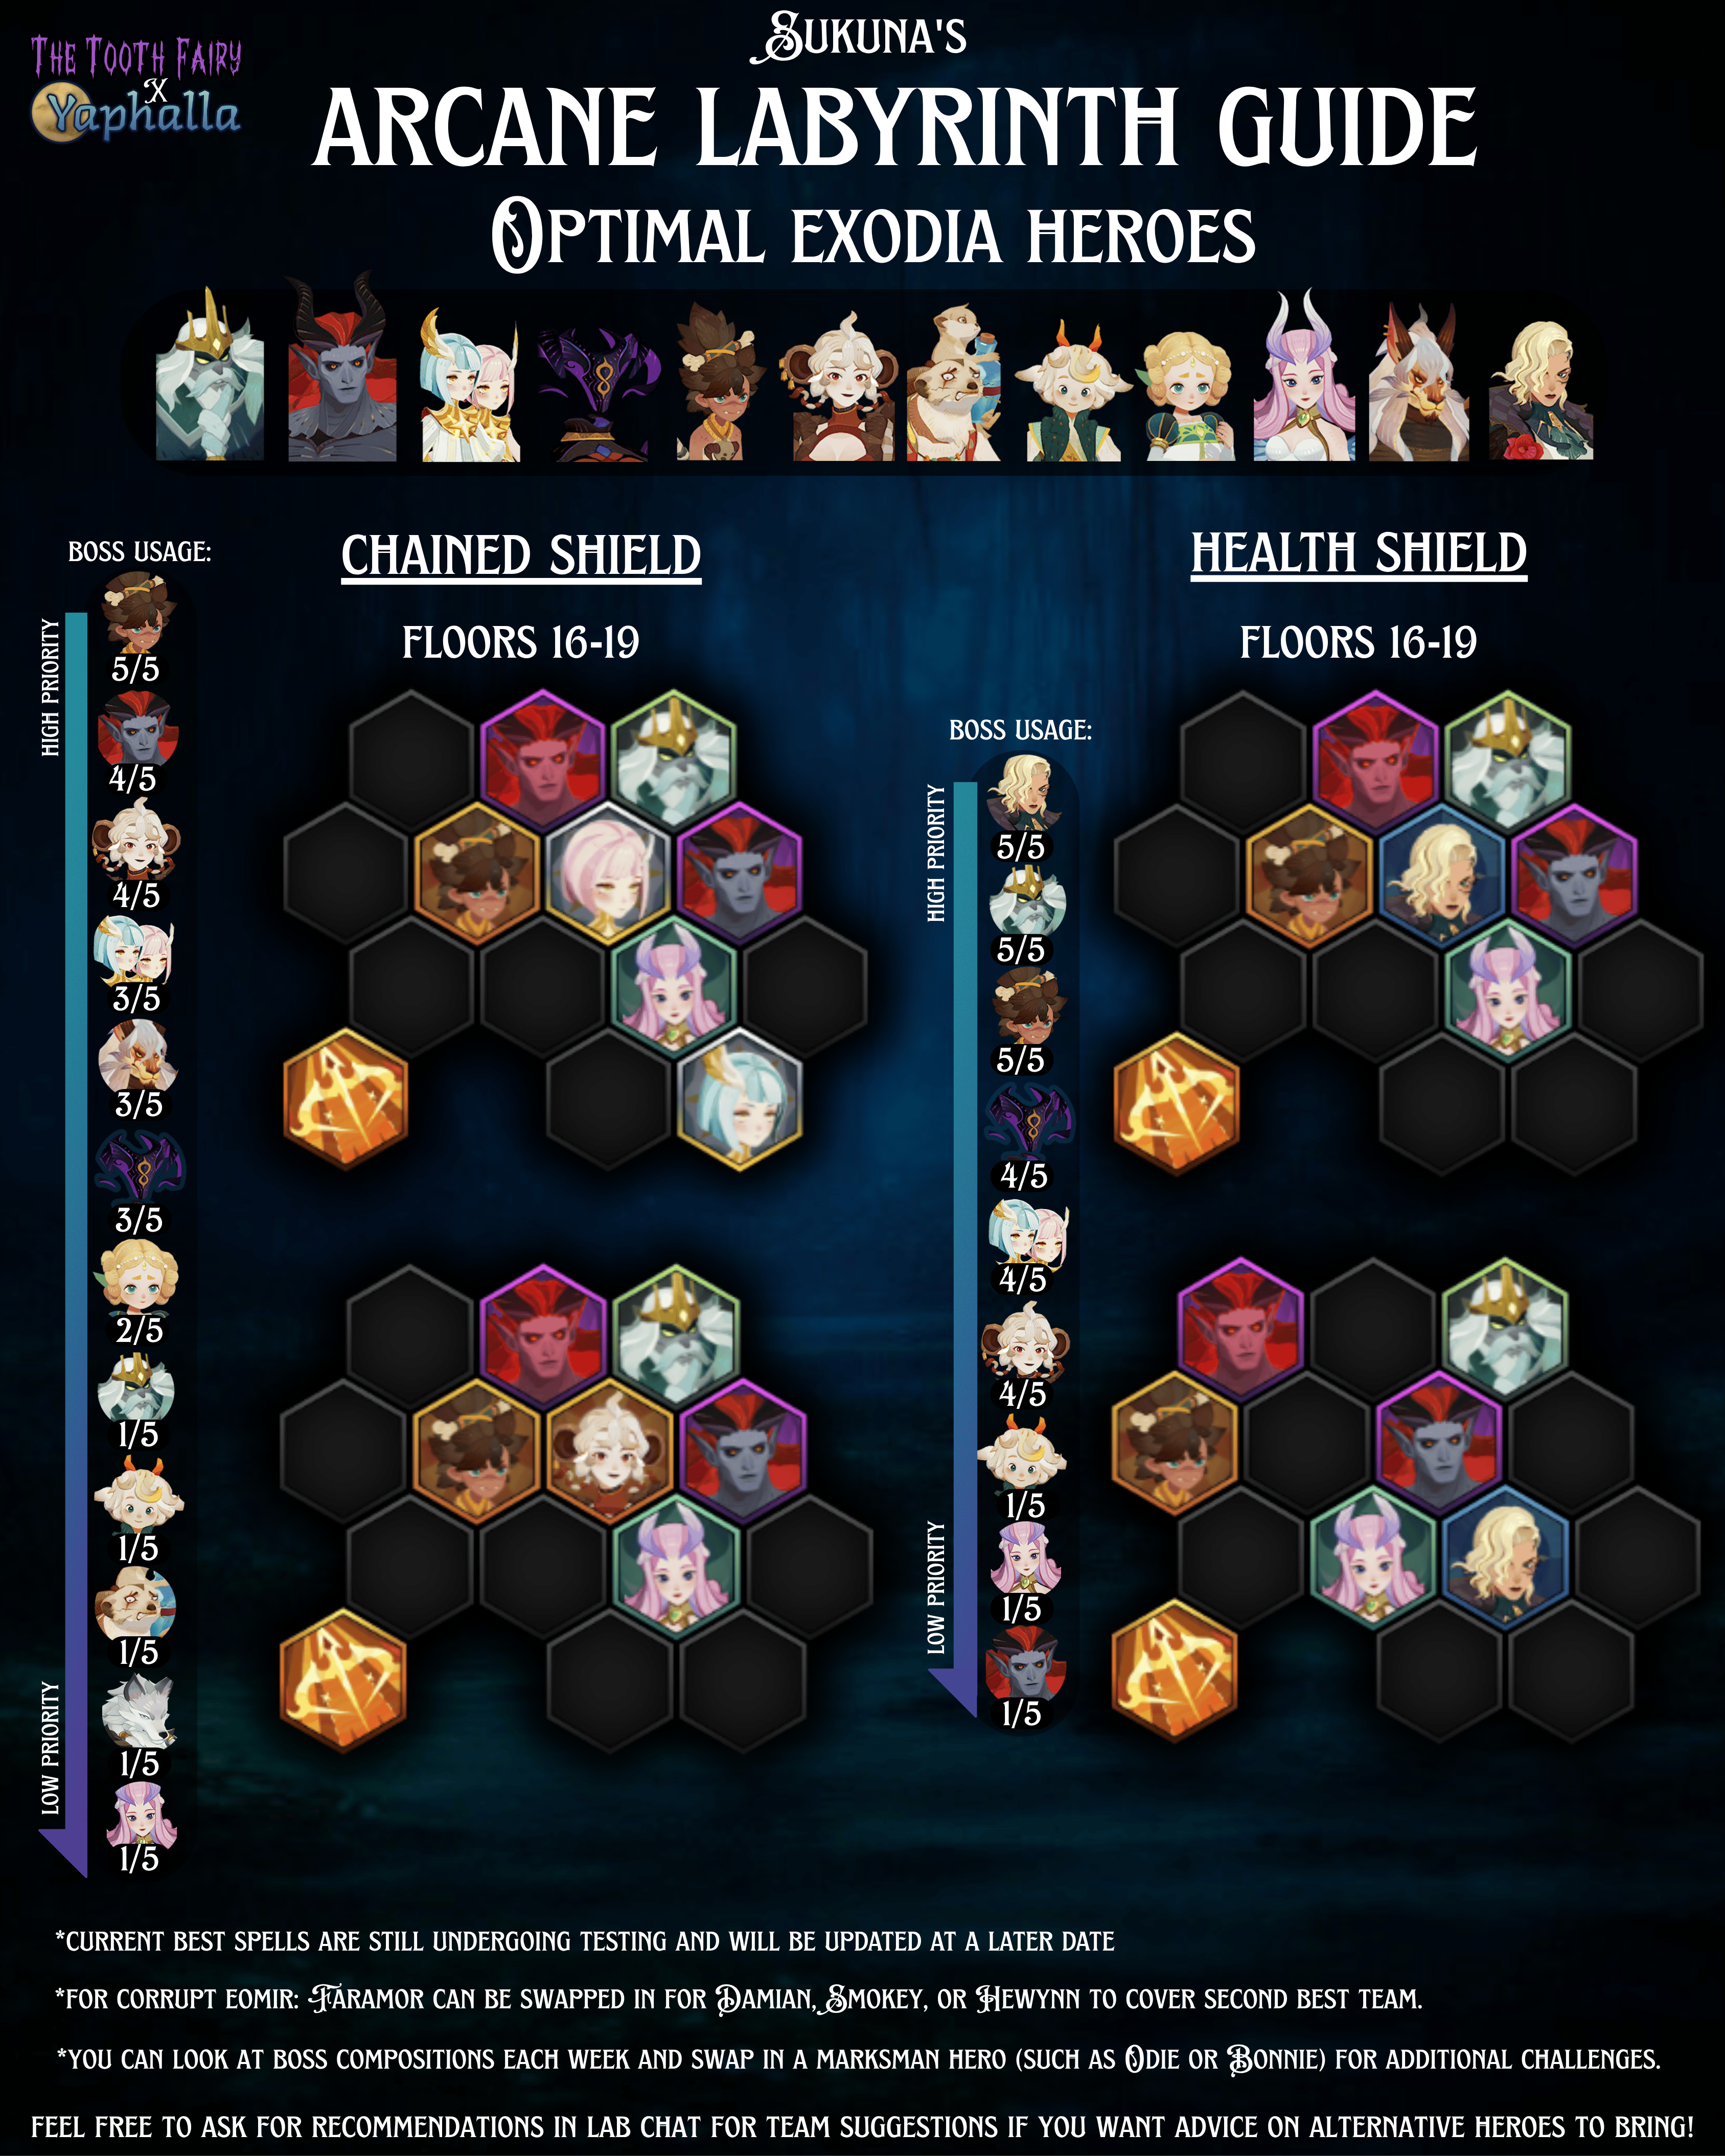 Sukuna's
The Tooth Fairy
X
Yaphalla
Arcane Labyrinth Guide
Optimal Exodia Heroes
Boss Usage:
High Priority
5/5
4/5
4/5
3/5
3/5
3/5
2/5
1/5
1/5
1/5
1/5
1/5
Low Priority
Chained Shield
Floors 16-19
Boss Usage:
High Priority
5/5
5/5
5/5
4/5
4/5
4/5
1/5
1/5
1/5
Low Priority
Health Shield
Floors 16-19
*Current best spells are still undergoing testing and will be updated at a later date
*For Corrupt Eomir: Faramor can be swapped in for Damian, Smokey, or Hewynn to cover second best team.
*You can look at boss compositions each week and swap in a marksman hero (such as Odie or Bonnie) for additional challenges.
Feel free to ask for recommendations in lab chat for team suggestions if you want advice on alternative heroes to bring!